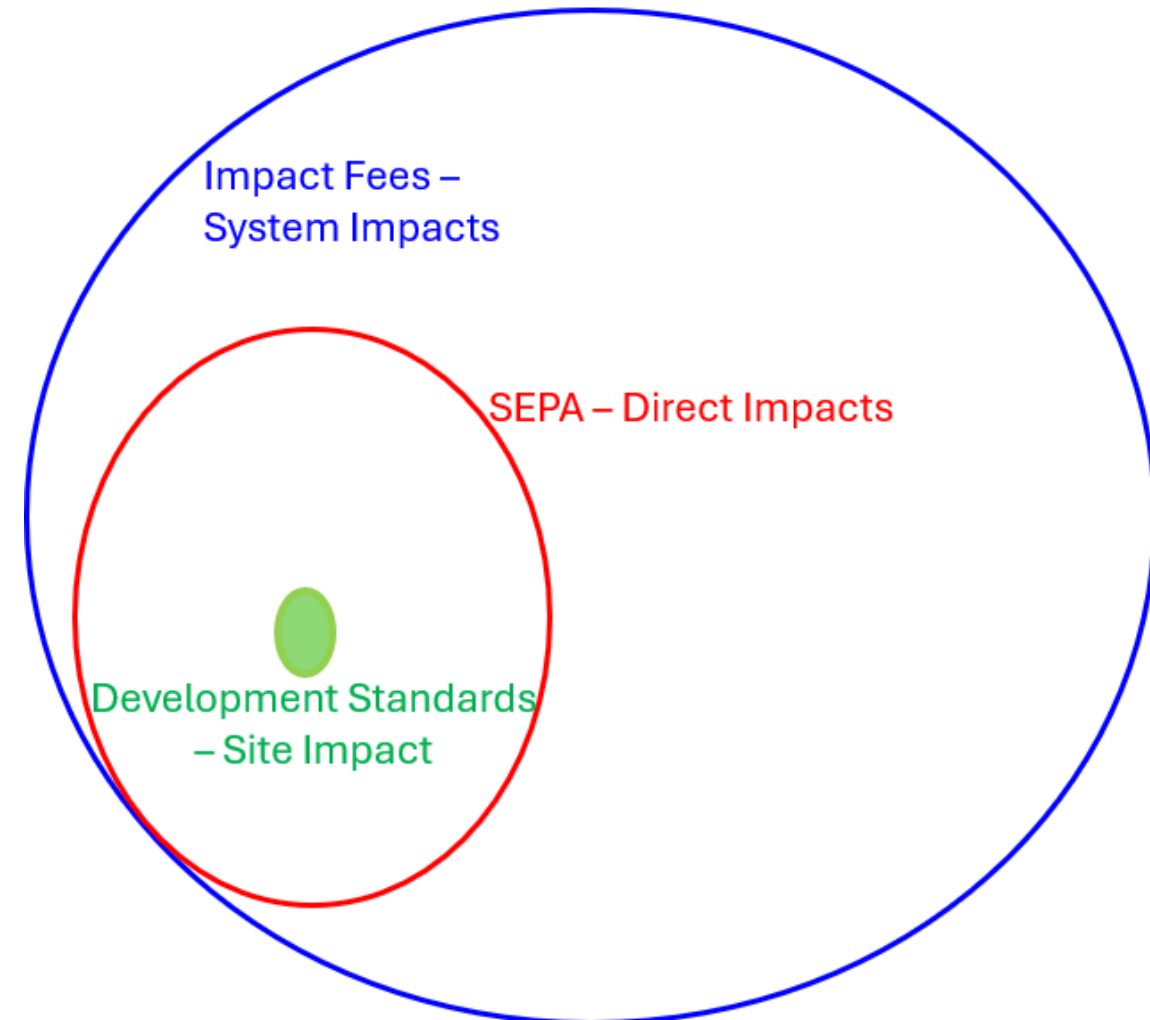 Impact Fees –
System Impacts
SEPA – Direct Impacts
Development Standards
– Site Impact